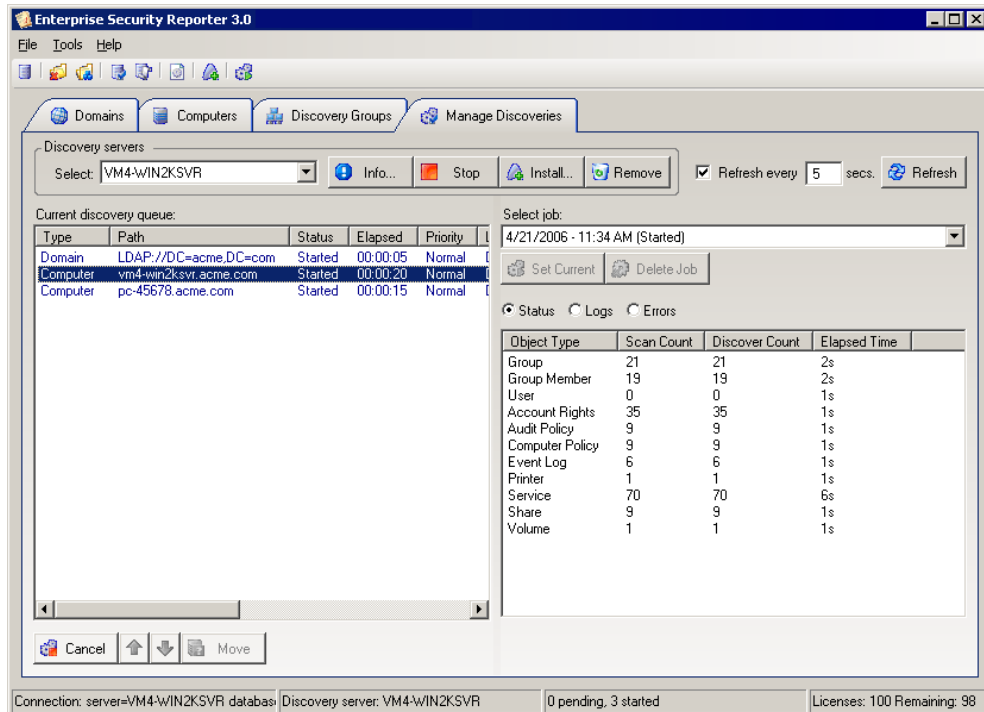 Enterprise Security Reporter 3.0
File Tools Help
Domains Computers Discovery Groups Manage Discoveries
Discovery servers
Select: VM4-WIN2KSVR Info... Stop Install... Remove Refresh every 5 secs. Refresh
Current discovery queue:
Type Path Status Elapsed Priority
Domain LDAP://DC=acme,DC=com Started 00:00:05 Normal
Computer vm4-win2ksvr.acme.com Started 00:00:20 Normal
Computer pc-45678.acme.com Started 00:00:15 Normal
Cancel Move
Select job:
4/21/2006 - 11:34 AM (Started)
Set Current Delete Job
Status Logs Errors
Object Type Scan Count Discover Count Elapsed Time
Group 21 21 2s
Group Member 19 19 2s
User 0 0 1s
Account Rights 35 35 1s
Audit Policy 9 9 1s
Computer Policy 9 9 1s
Event Log 6 6 1s
Printer 1 1 1s
Service 70 70 6s
Share 9 9 1s
Volume 1 1 1s
Connection: server=VM4-WIN2KSVR databas Discovery server: VM4-WIN2KSVR 0 pending, 3 started Licenses: 100 Remaining: 98